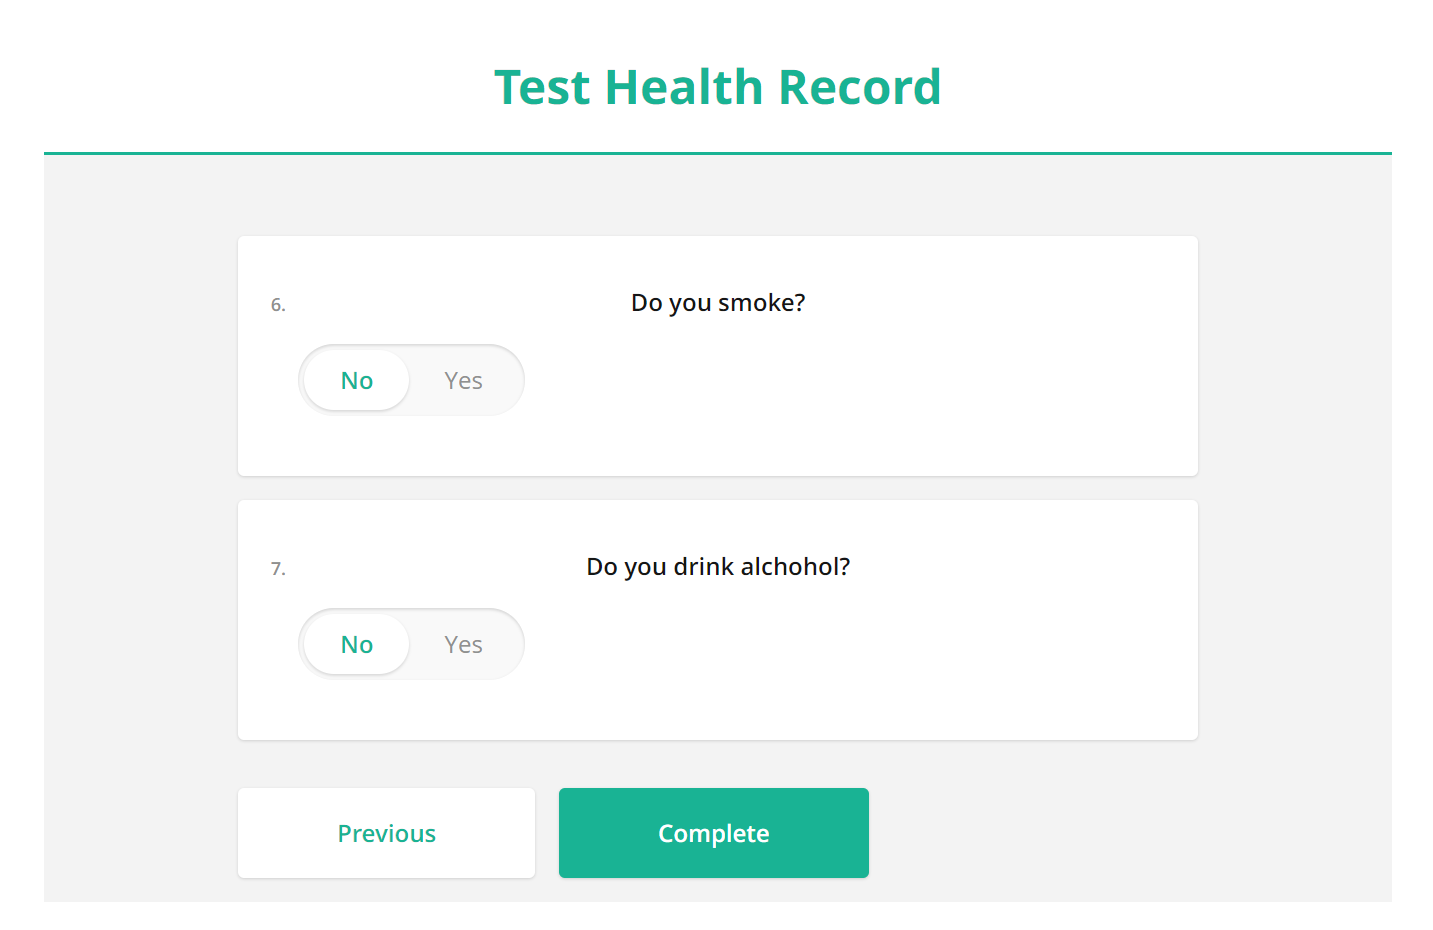 Test Health Record
6. Do you smoke?
No Yes
7. Do you drink alchohol?
No Yes
Previous Complete